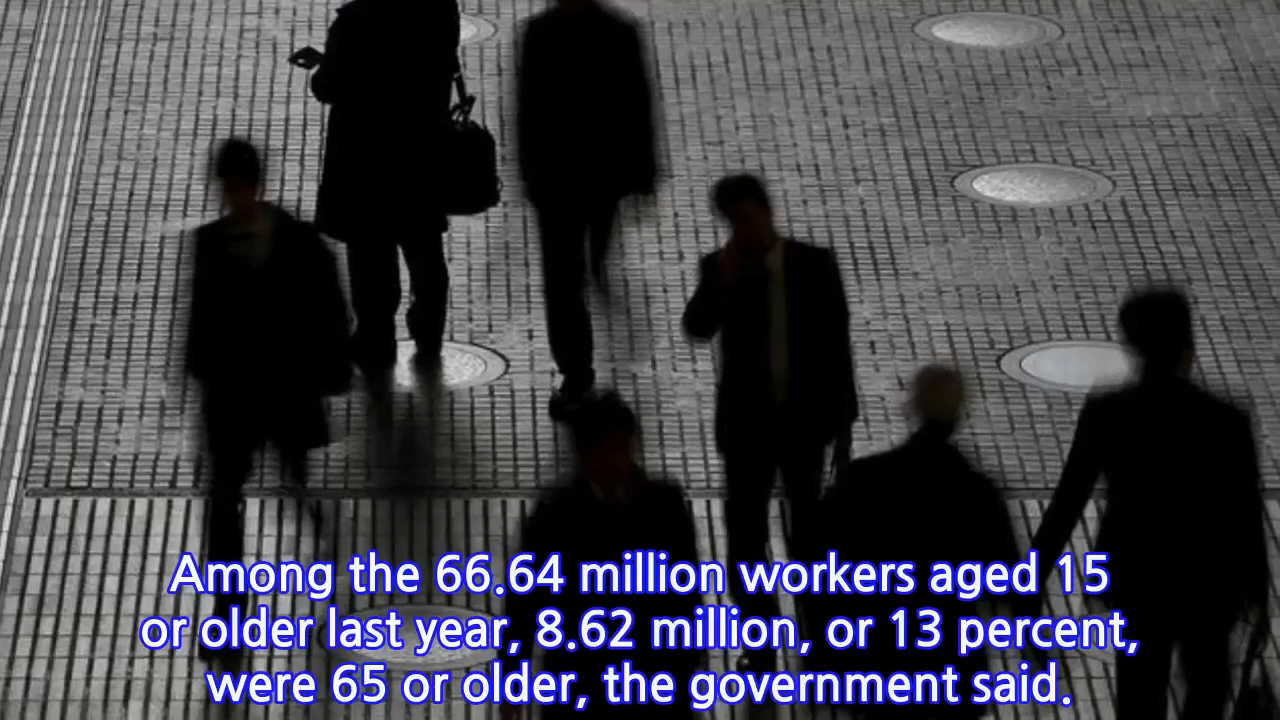 Among the 66.64 million workers aged 15
or older last year, 8.62 million, or 13 percent,
were 65 or older, the government said.